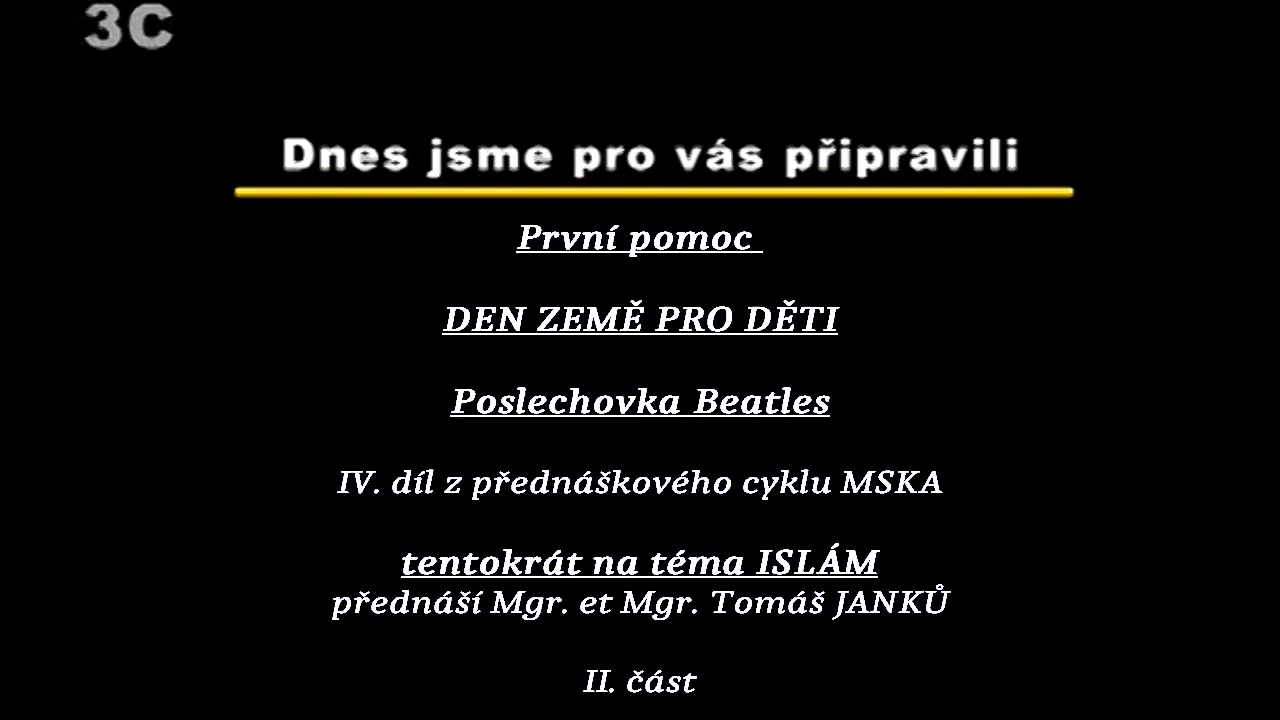 3C
Dnes jsme pro vás připravili
První pomoc
DEN ZEMĚ PRO DĚTI
Poslechovka Beatles
IV. díl z přednáškového cyklu MSKA
tentokrát na téma ISLÁM
přednáší Mgr. et Mgr. Tomáš JANKŮ
II. část